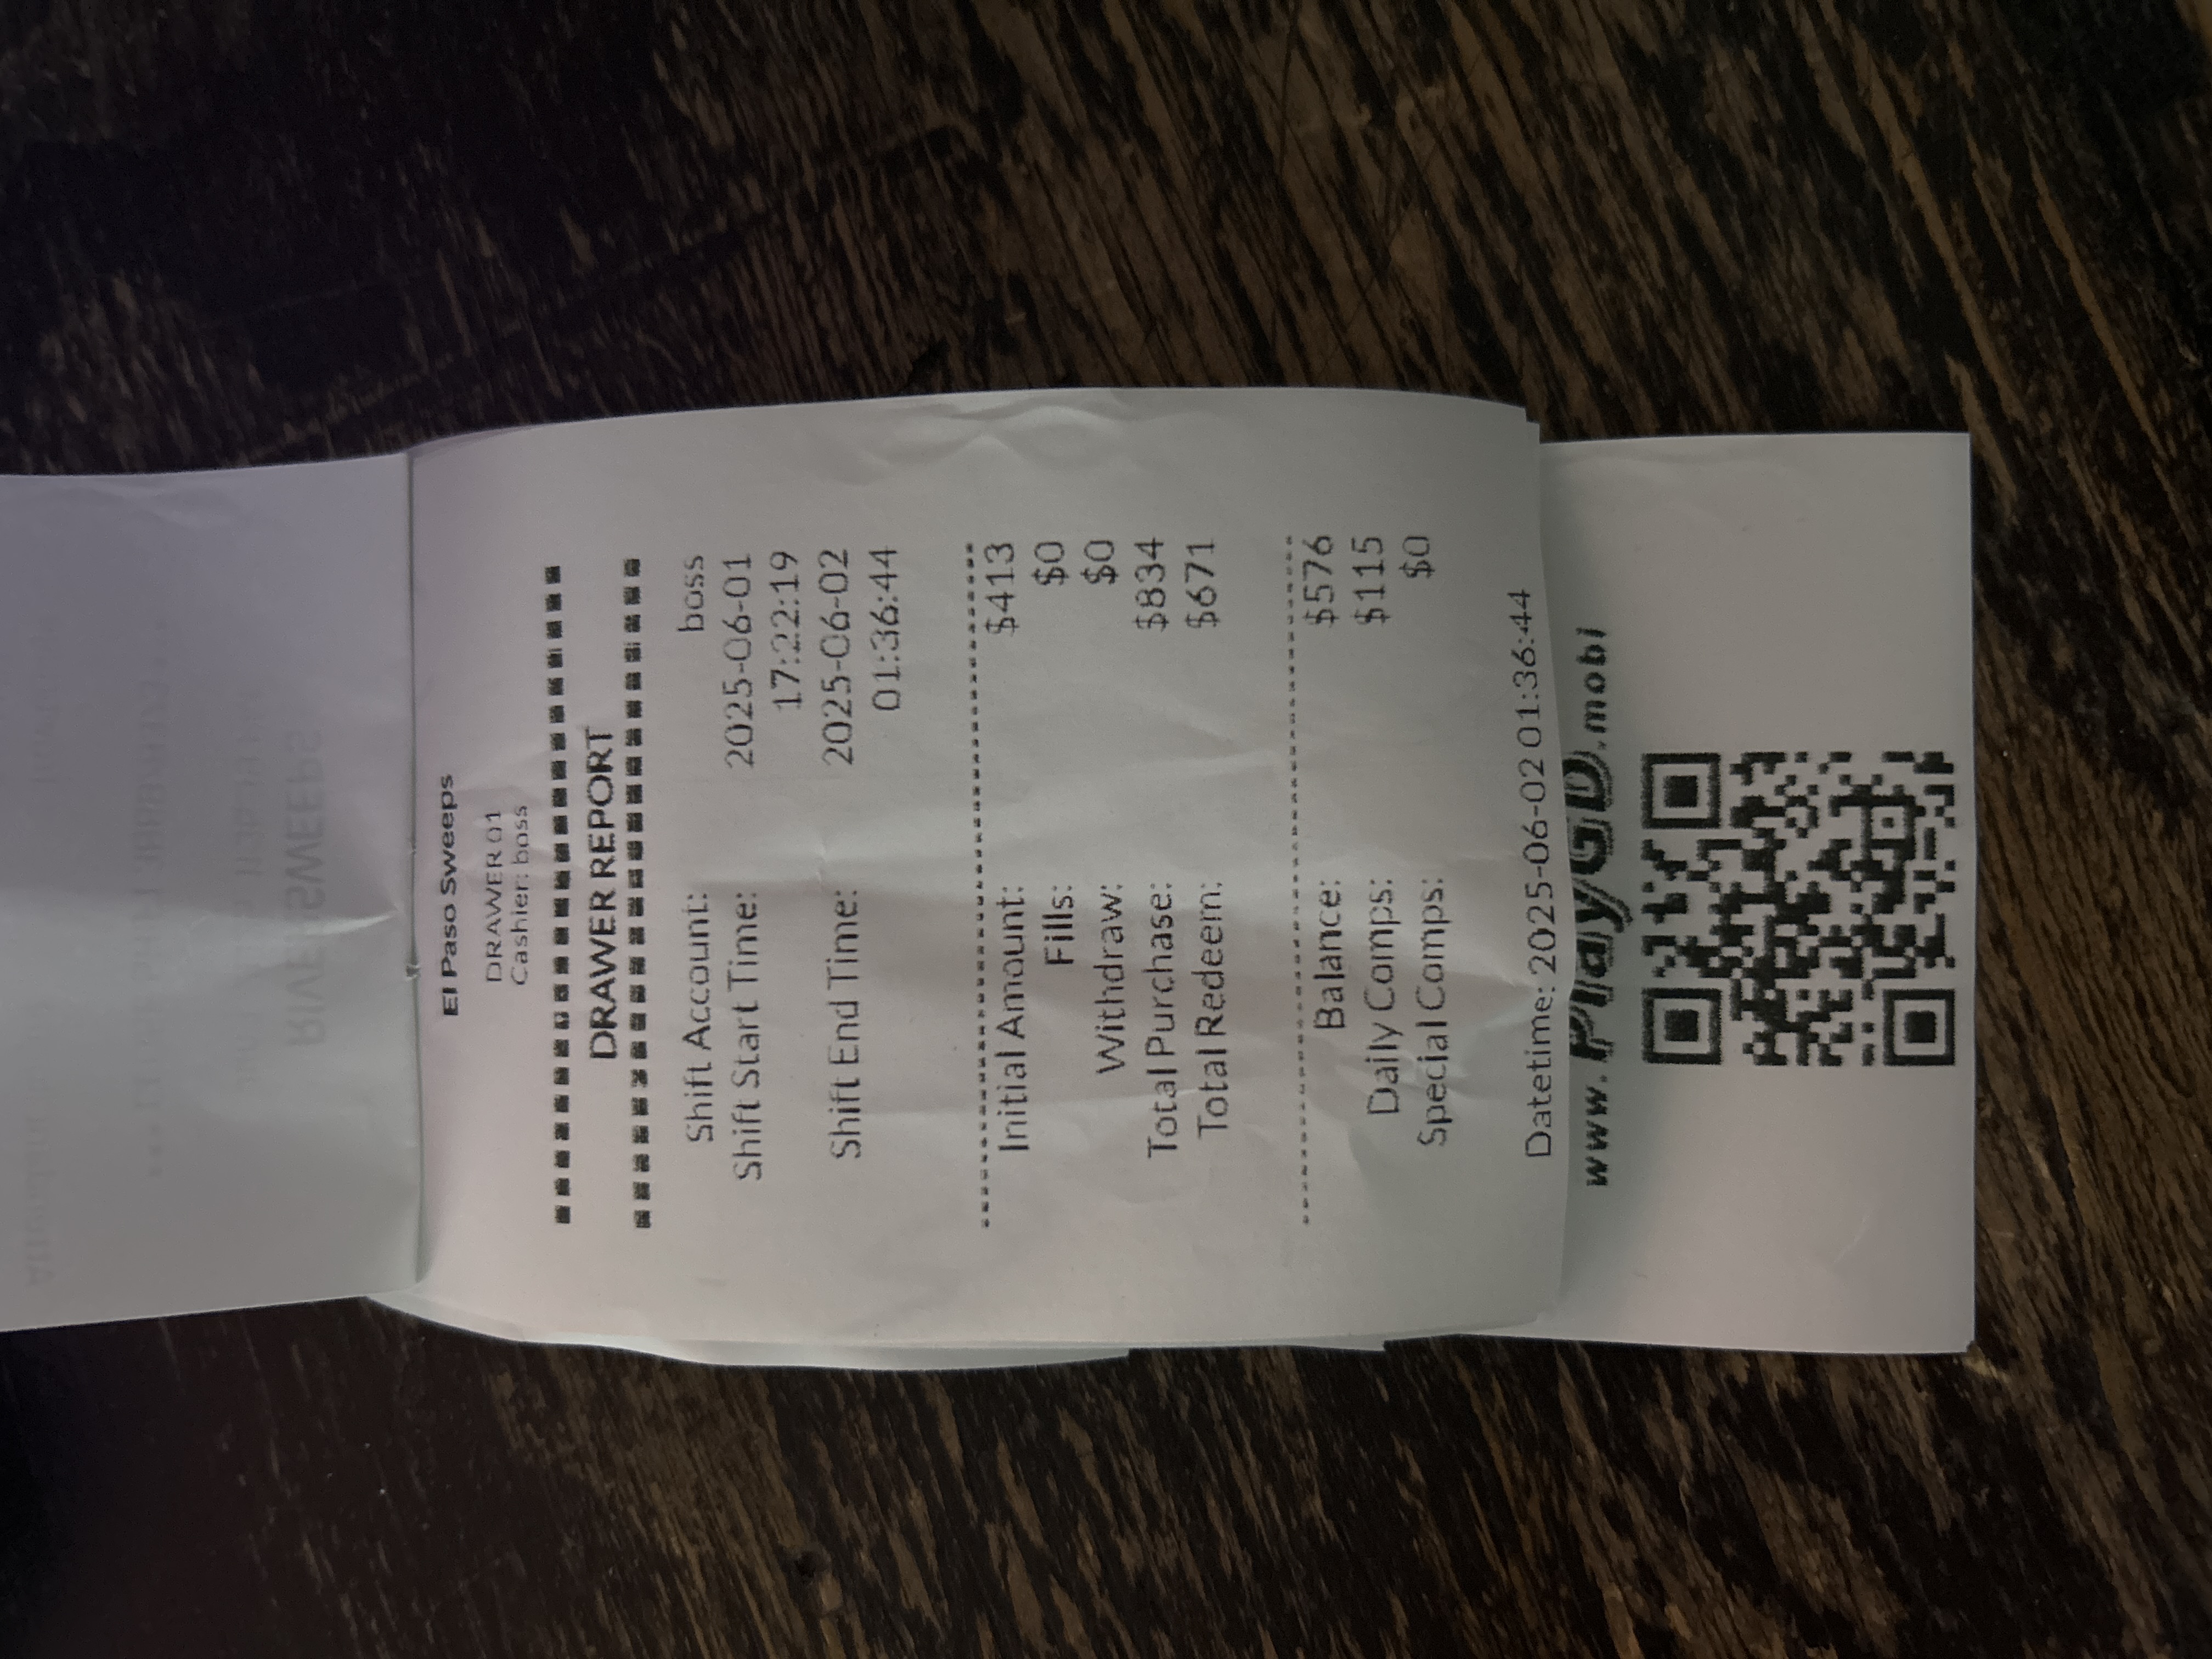 El Paso Sweeps
DRAWER 01
Cashier: boss
DRAWER REPORT
Shift Account: boss
Shift Start Time: 2025-06-01
17:22:19
Shift End Time: 2025-06-02
01:36:44
Initial Amount: $413
Fills: $0
Withdraw: $0
Total Purchase: $834
Total Redeem: $671
Balance: $576
Daily Comps: $115
Special Comps: $0
Datetime: 2025-06-02 01:36:44
www.PlayGD.mobi